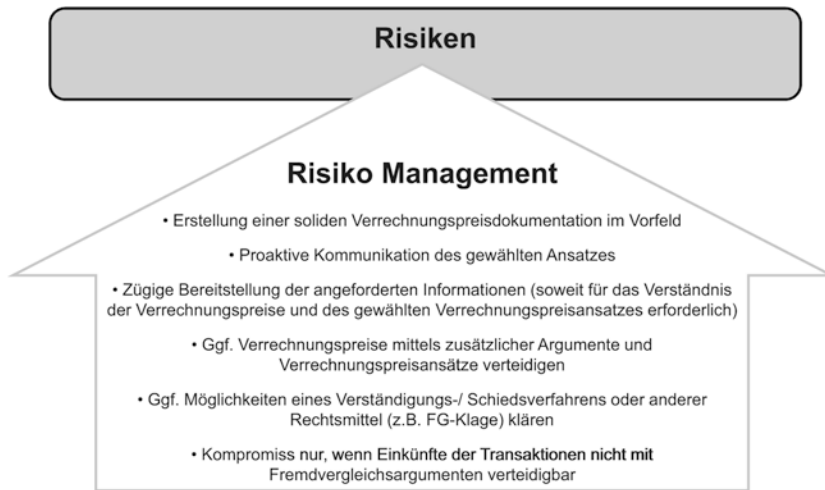 Risiken
Risiko Management
• Erstellung einer soliden Verrechnungspreisdokumentation im Vorfeld
• Proaktive Kommunikation des gewählten Ansatzes
• Zügige Bereitstellung der angeforderten Informationen (soweit für das Verständnis
der Verrechnungspreise und des gewählten Verrechnungspreisansatzes erforderlich)
• Ggf. Verrechnungspreise mittels zusätzlicher Argumente und
Verrechnungspreisansätze verteidigen
• Ggf. Möglichkeiten eines Verständigungs-/ Schiedsverfahrens oder anderer
Rechtsmittel (z.B. FG-Klage) klären
• Kompromiss nur, wenn Einkünfte der Transaktionen nicht mit
Fremdvergleichsargumenten verteidigbar